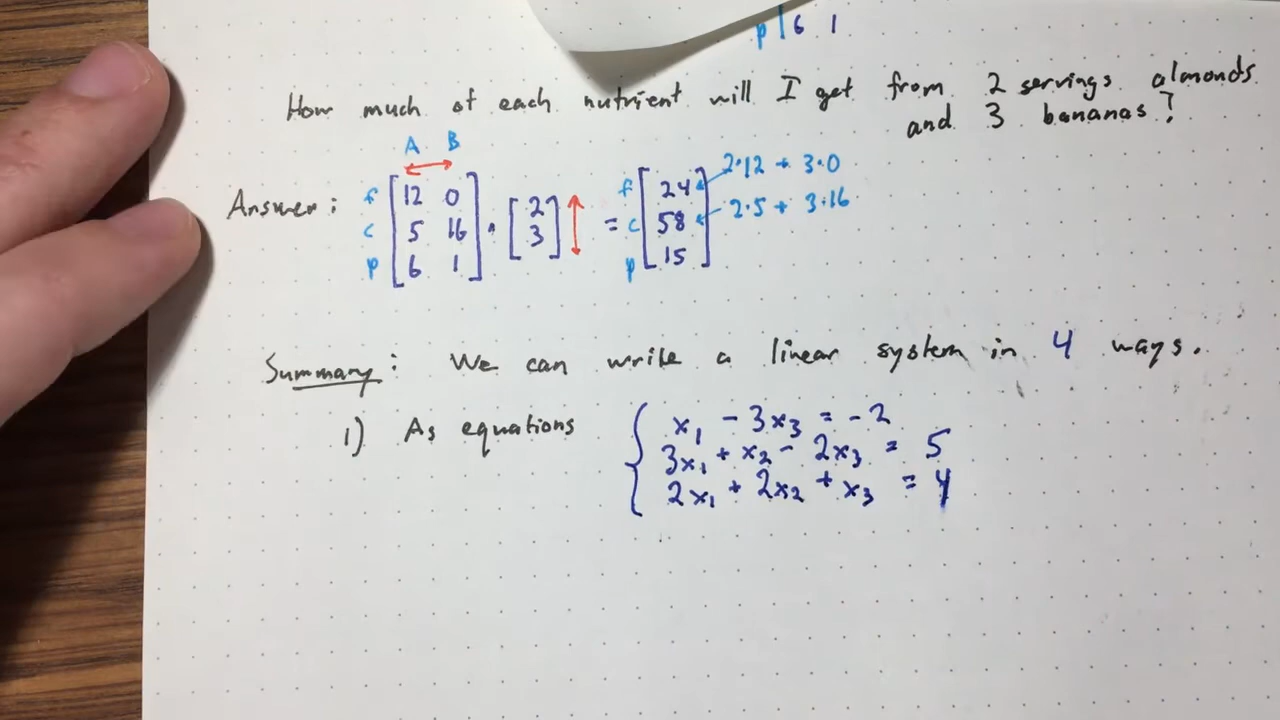 p | 6 1
How much of each nutrient will I get from 2 servings almonds
and 3 bananas?
A B
Answer: f [12 0] [2] = f [24] 2·12 + 3·0
c [5 16] · [3] c [58] 2·5 + 3·16
p [6 1] p [15]
Summary: We can write a linear system in 4 ways.
1) As equations { x₁ - 3x₃ = -2
3x₁ + x₂ - 2x₃ = 5
2x₁ + 2x₂ + x₃ = 4